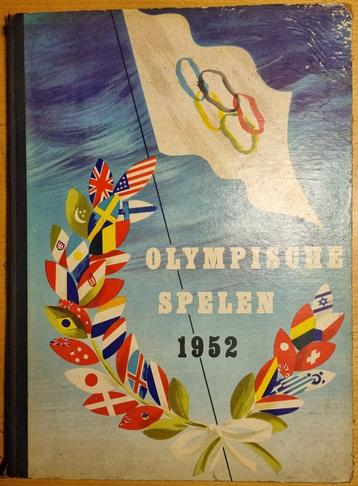 OLYMPISCHE
SPELEN
1952